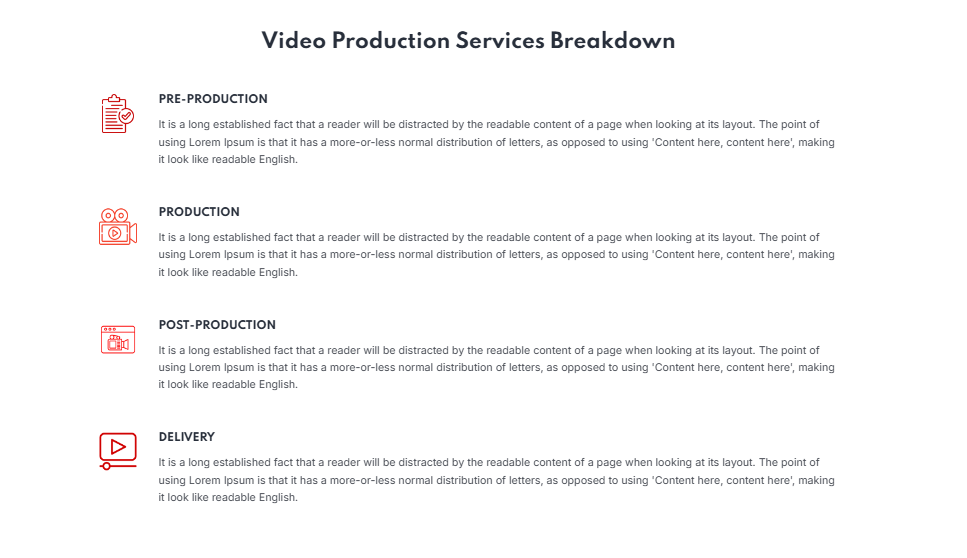 Video Production Services Breakdown
PRE-PRODUCTION
It is a long established fact that a reader will be distracted by the readable content of a page when looking at its layout. The point of
using Lorem Ipsum is that it has a more-or-less normal distribution of letters, as opposed to using 'Content here, content here', making
it look like readable English.
PRODUCTION
It is a long established fact that a reader will be distracted by the readable content of a page when looking at its layout. The point of
using Lorem Ipsum is that it has a more-or-less normal distribution of letters, as opposed to using 'Content here, content here', making
it look like readable English.
POST-PRODUCTION
It is a long established fact that a reader will be distracted by the readable content of a page when looking at its layout. The point of
using Lorem Ipsum is that it has a more-or-less normal distribution of letters, as opposed to using 'Content here, content here', making
it look like readable English.
DELIVERY
It is a long established fact that a reader will be distracted by the readable content of a page when looking at its layout. The point of
using Lorem Ipsum is that it has a more-or-less normal distribution of letters, as opposed to using 'Content here, content here', making
it look like readable English.